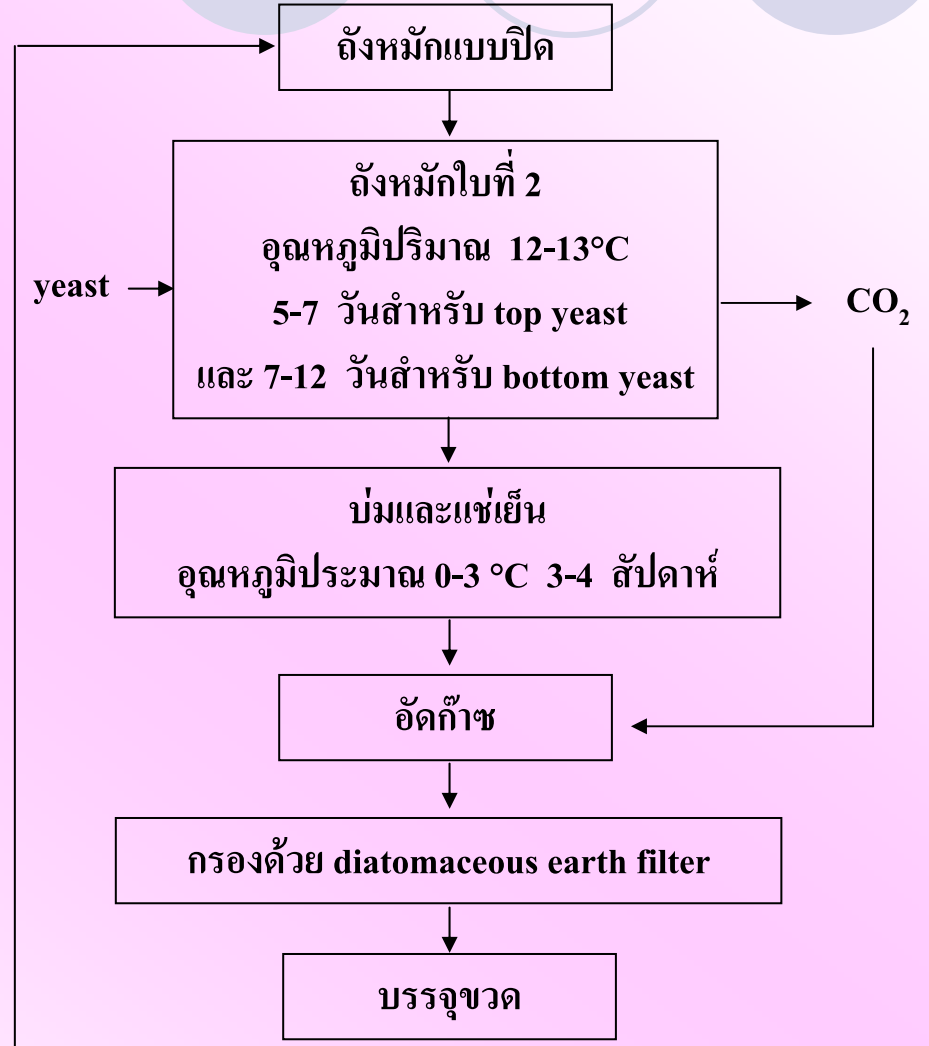 ถังหมักแบบปิด
ถังหมักใบที่ 2
อุณหภูมิปริมาณ 12-13°C
yeast
5-7 วันสำหรับ top yeast
CO₂
และ 7-12 วันสำหรับ bottom yeast
บ่มและแช่เย็น
อุณหภูมิประมาณ 0-3 °C 3-4 สัปดาห์
อัดก๊าซ
กรองด้วย diatomaceous earth filter
บรรจุขวด